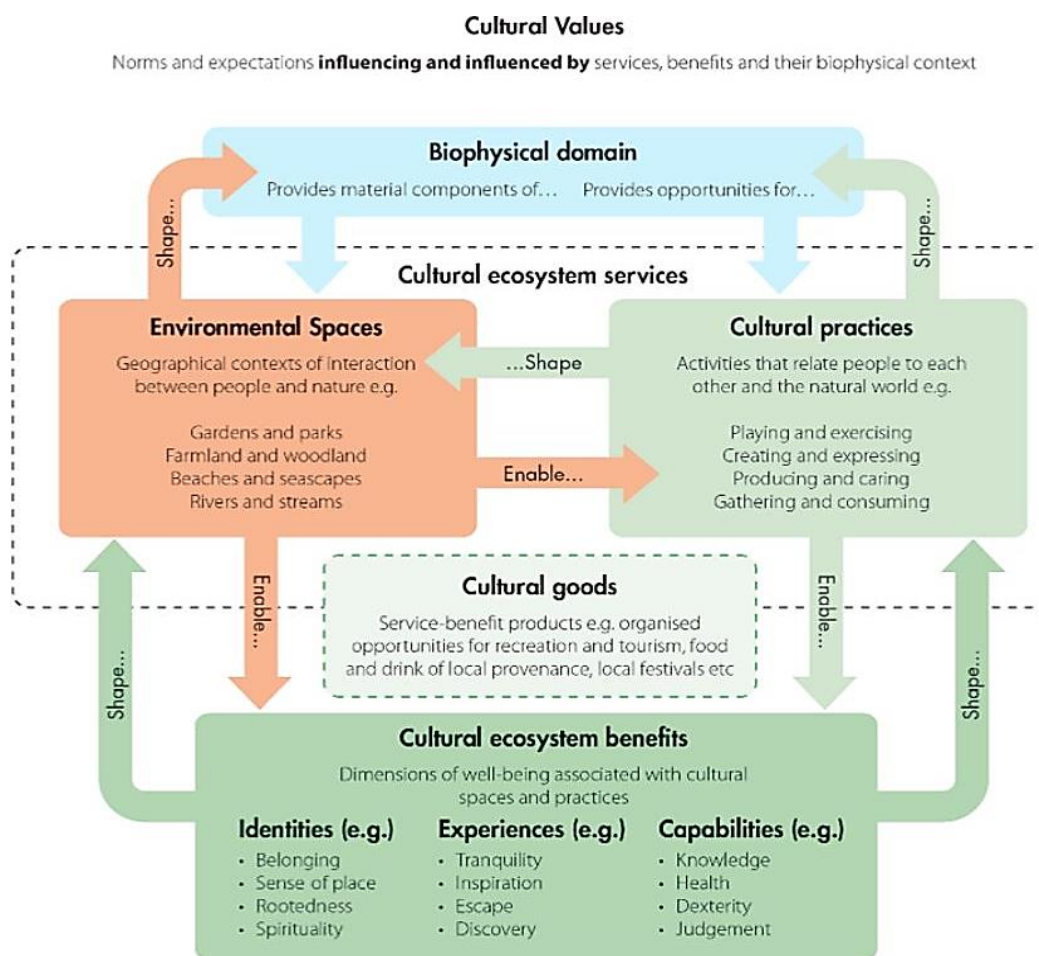 Cultural Values
Norms and expectations influencing and influenced by services, benefits and their biophysical context
Biophysical domain
Provides material components of...
Provides opportunities for...
Shape...
Shape...
Cultural ecosystem services
Environmental Spaces
Geographical contexts of interaction
between people and nature e.g.
Gardens and parks
Farmland and woodland
Beaches and seascapes
Rivers and streams
...Shape
Enable...
Cultural practices
Activities that relate people to each
other and the natural world e.g.
Playing and exercising
Creating and expressing
Producing and caring
Gathering and consuming
Enable...
Enable...
Cultural goods
Service-benefit products e.g. organised
opportunities for recreation and tourism, food
and drink of local provenance, local festivals etc
Shape...
Shape...
Cultural ecosystem benefits
Dimensions of well-being associated with cultural
spaces and practices
Identities (e.g.)
• Belonging
• Sense of place
• Rootedness
• Spirituality
Experiences (e.g.)
• Tranquility
• Inspiration
• Escape
• Discovery
Capabilities (e.g.)
• Knowledge
• Health
• Dexterity
• Judgement